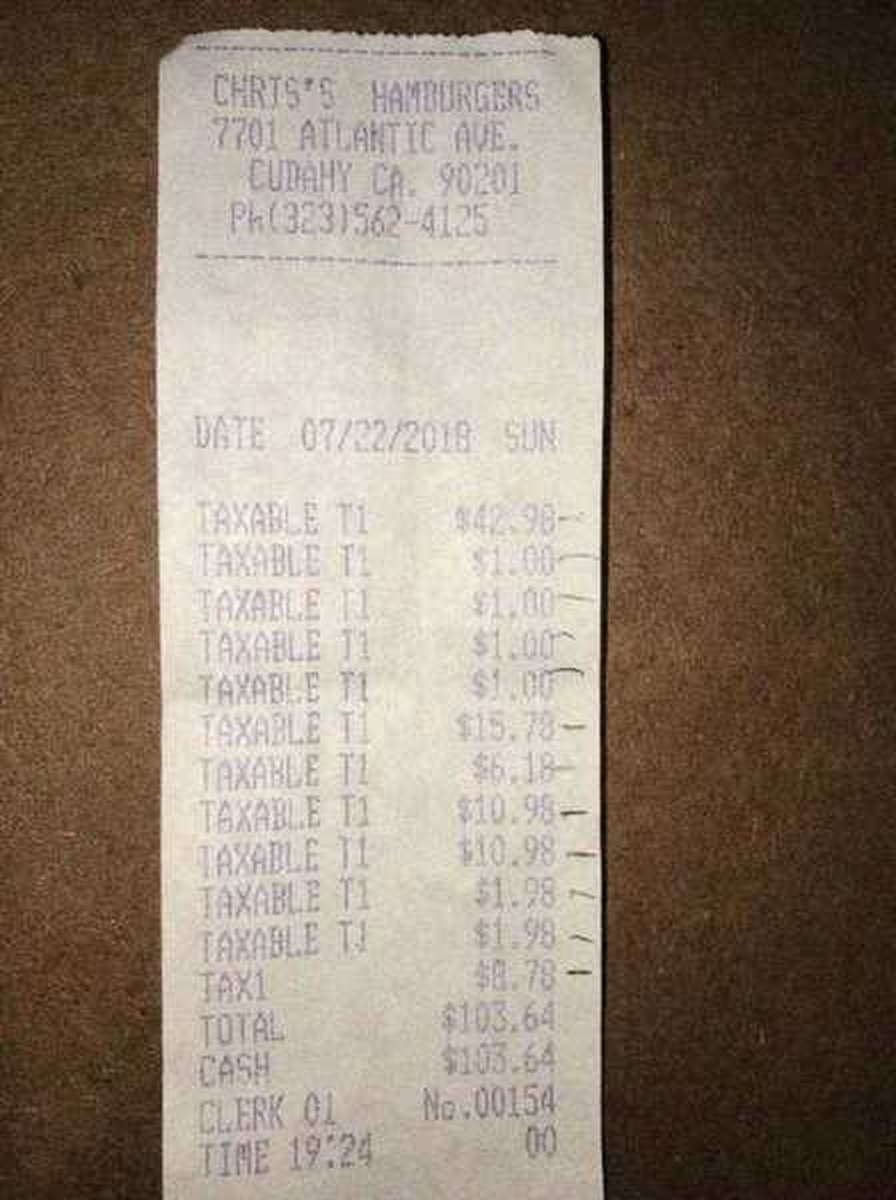 CHRIS'S HAMBURGERS
7701 ATLANTIC AVE.
CUDAHY CA. 90201
Ph(323)562-4125
DATE 07/22/2018 SUN
TAXABLE T1 $42.98
TAXABLE T1 $1.00
TAXABLE T1 $1.00
TAXABLE T1 $1.00
TAXABLE T1 $1.00
TAXABLE T1 $15.78
TAXABLE T1 $6.18
TAXABLE T1 $10.98
TAXABLE T1 $10.98
TAXABLE T1 $1.98
TAXABLE T1 $1.98
TAX1 $8.78
TOTAL $103.64
CASH $103.64
CLERK 01 No.00154
TIME 19:24 00